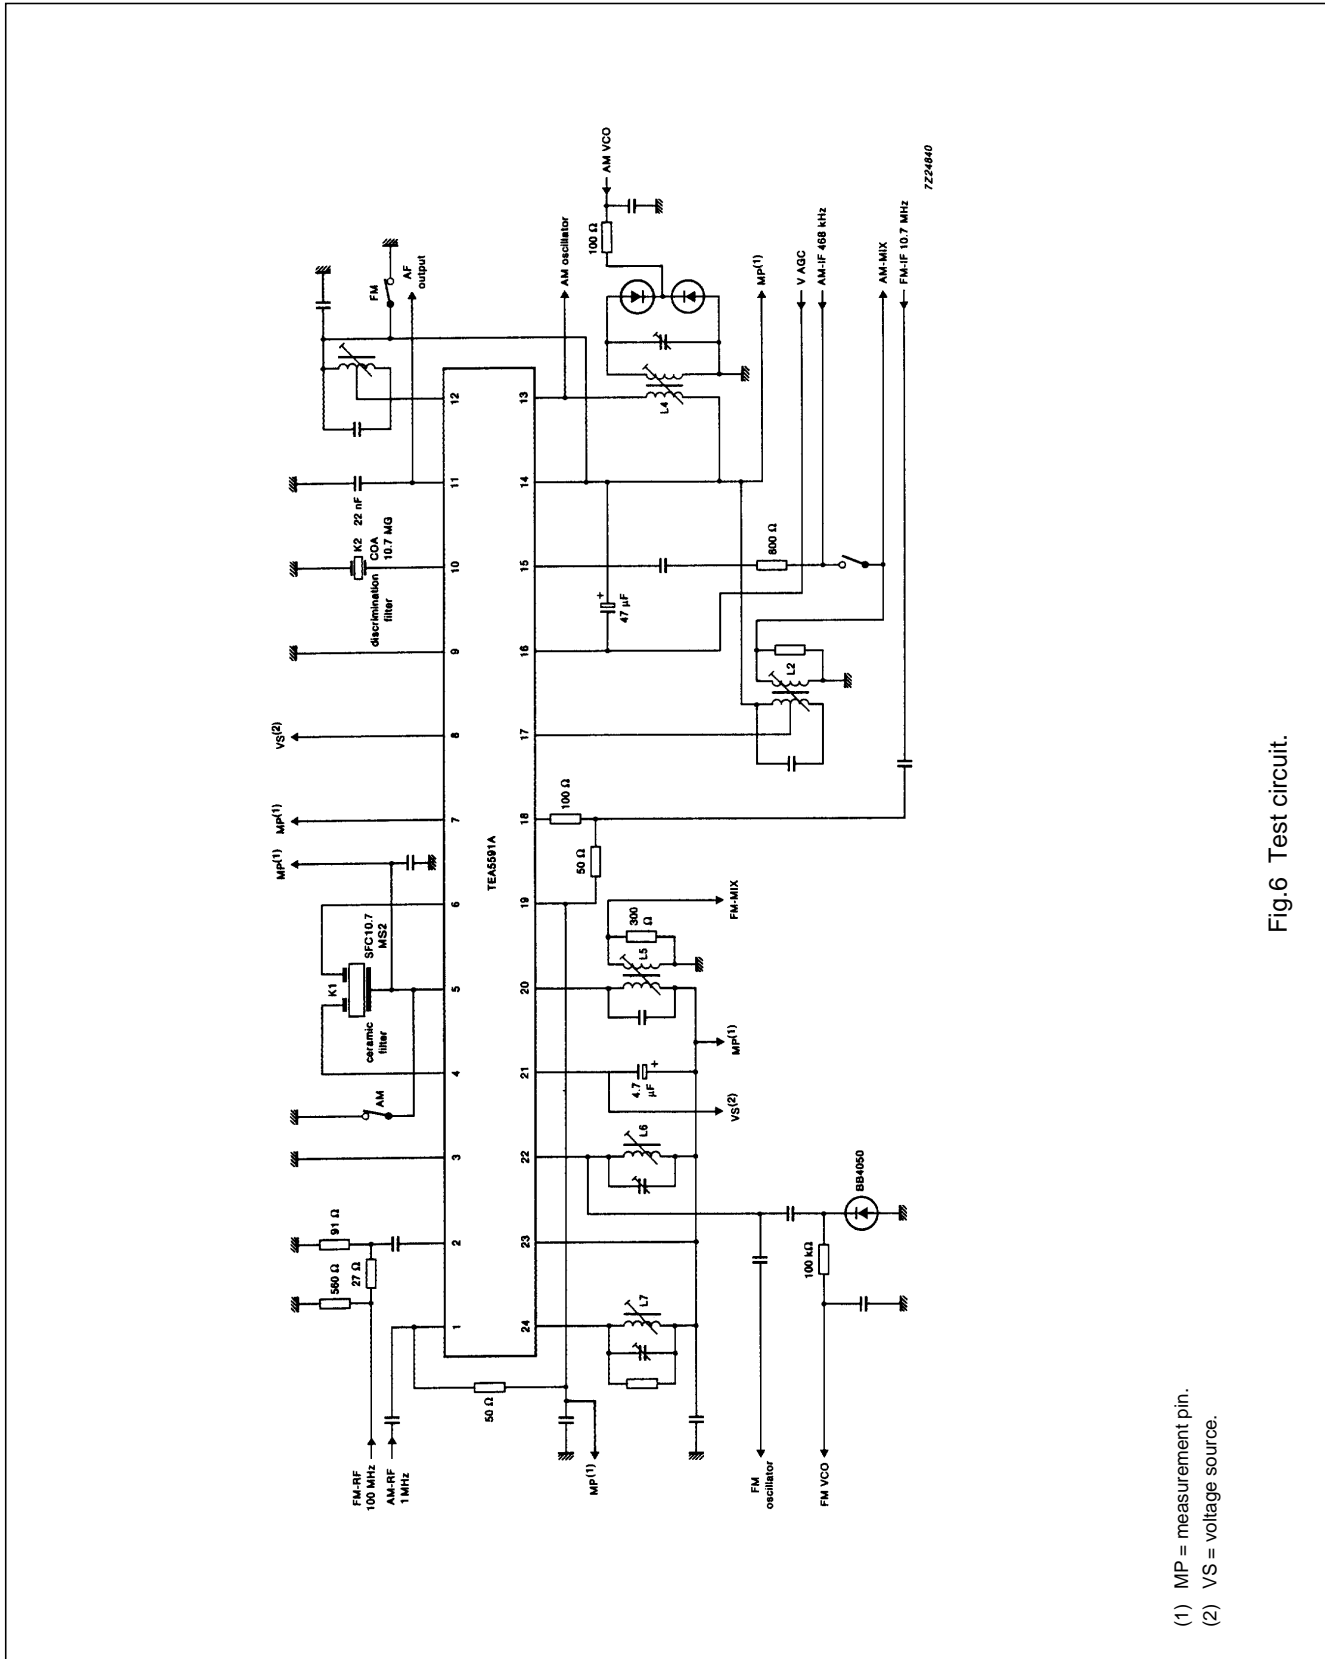 FM-RF
100 MHz
AM-RF
1 MHz
560 Ω
91 Ω
27 Ω
AM
ceramic
filter
K1
SFC10.7
MS2
MP(1)
MP(1)
VS(2)
discrimination
filter
K2
COA
10.7 MG
22 nF
FM
AF
output
1
2
3
4
5
6
7
8
9
10
11
12
TEA5591A
24
23
22
21
20
19
18
17
16
15
14
13
50 Ω
MP(1)
L7
L6
4.7
µF
+
VS(2)
MP(1)
L5
300
Ω
FM-MIX
50 Ω
100 Ω
47 µF
+
L2
600 Ω
L4
100 Ω
AM VCO
AM oscillator
MP(1)
V AGC
AM-IF 468 kHz
AM-MIX
FM-IF 10.7 MHz
FM
oscillator
FM VCO
100 kΩ
BB4050
7Z24840
(1) MP = measurement pin.
(2) VS = voltage source.
Fig.6 Test circuit.